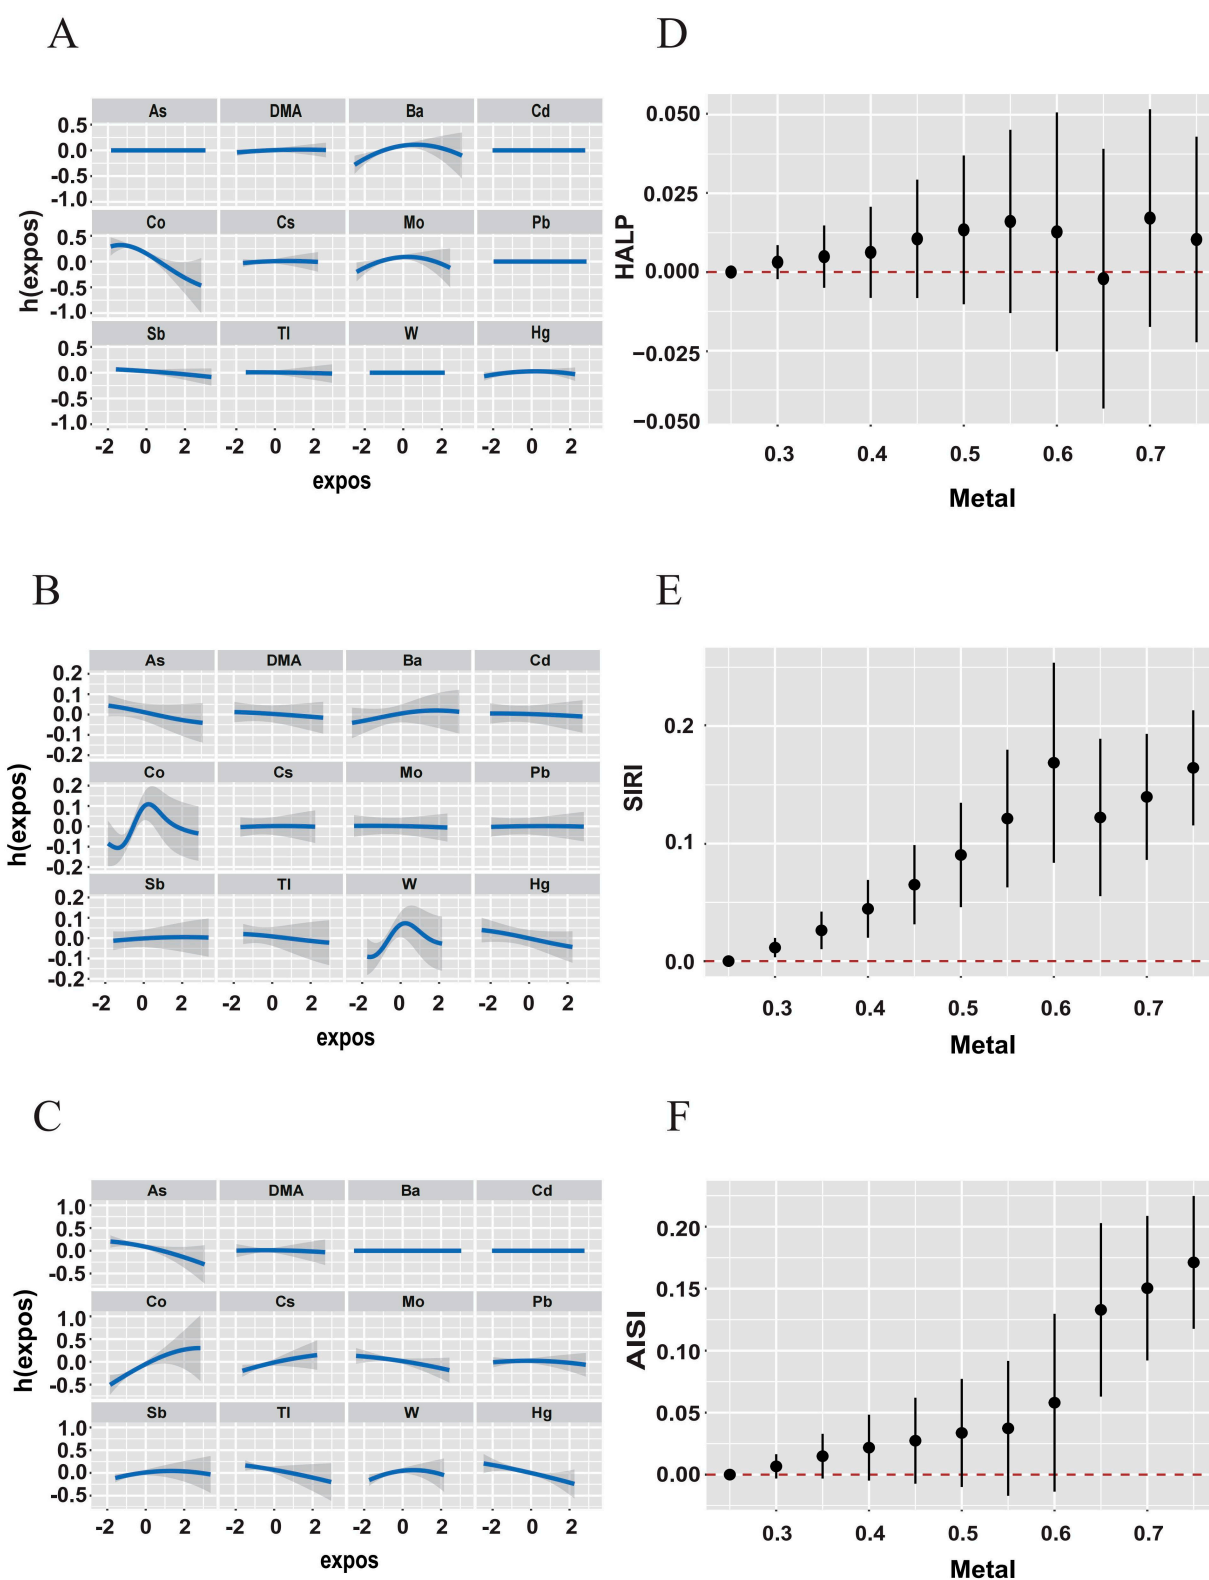 A
As DMA Ba Cd
0.5
0.0
-0.5
-1.0
Co Cs Mo Pb
0.5
0.0
-0.5
-1.0
Sb Tl W Hg
0.5
0.0
-0.5
-1.0
h(expos)
-2 0 2 -2 0 2 -2 0 2 -2 0 2
expos
D
0.050
0.025
0.000
−0.025
−0.050
HALP
0.3 0.4 0.5 0.6 0.7
Metal
B
As DMA Ba Cd
0.2
0.1
0.0
-0.1
-0.2
Co Cs Mo Pb
0.2
0.1
0.0
-0.1
-0.2
Sb Tl W Hg
0.2
0.1
0.0
-0.1
-0.2
h(expos)
-2 0 2 -2 0 2 -2 0 2 -2 0 2
expos
E
0.2
0.1
0.0
SIRI
0.3 0.4 0.5 0.6 0.7
Metal
C
As DMA Ba Cd
1.0
0.5
0.0
-0.5
Co Cs Mo Pb
1.0
0.5
0.0
-0.5
Sb Tl W Hg
1.0
0.5
0.0
-0.5
h(expos)
-2 0 2 -2 0 2 -2 0 2 -2 0 2
expos
F
0.20
0.15
0.10
0.05
0.00
AISI
0.3 0.4 0.5 0.6 0.7
Metal